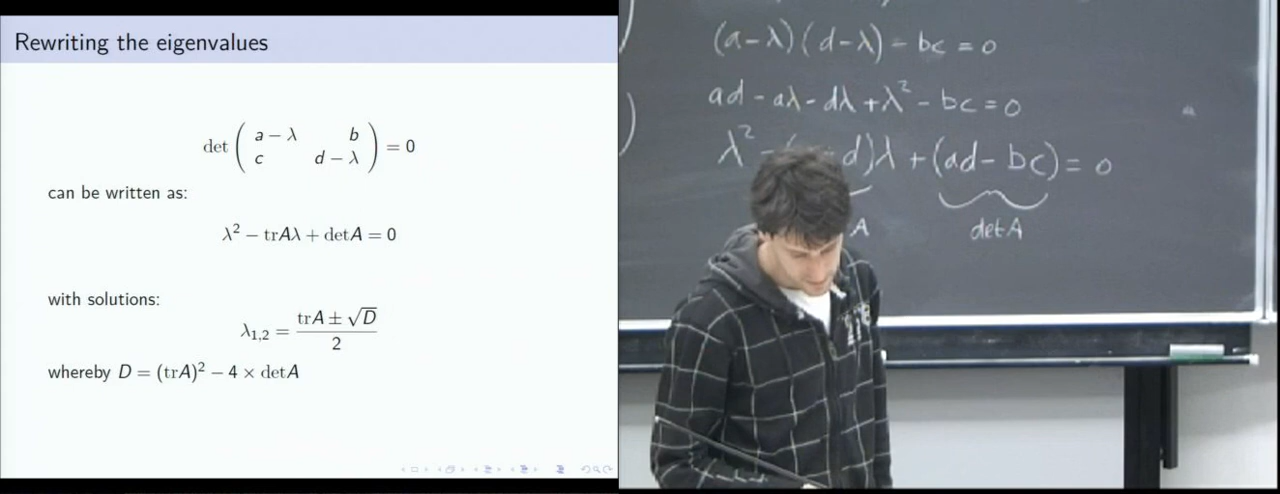 Rewriting the eigenvalues
det ( a − λ b
c d − λ ) = 0
can be written as:
λ² − trAλ + detA = 0
with solutions:
λ₁,₂ = (trA ± √D) / 2
whereby D = (trA)² − 4 × detA
(a-λ)(d-λ) - bc = 0
ad - aλ - dλ + λ² - bc = 0
λ² - ( d)λ + (ad - bc) = 0
A detA